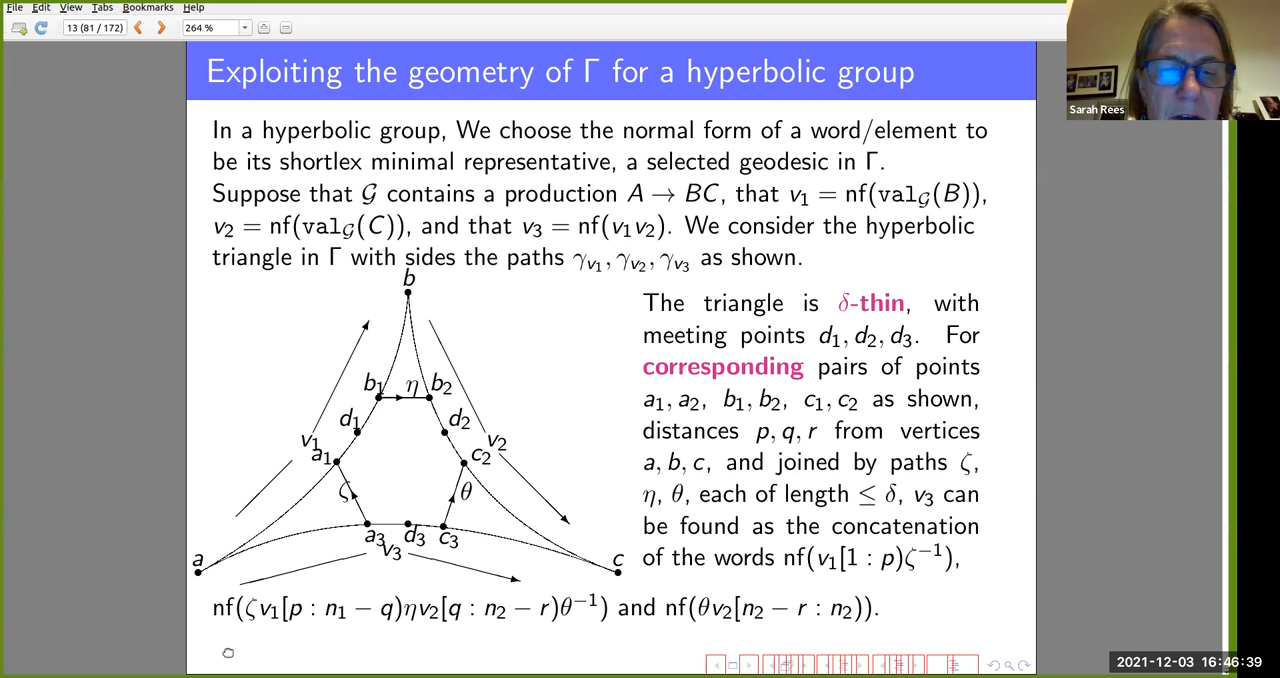 File Edit View Tabs Bookmarks Help
13 (81 / 172) 264 %
Sarah Rees
Exploiting the geometry of Γ for a hyperbolic group
In a hyperbolic group, We choose the normal form of a word/element to
be its shortlex minimal representative, a selected geodesic in Γ.
Suppose that 𝒢 contains a production A → BC, that v₁ = nf(val_𝒢(B)),
v₂ = nf(val_𝒢(C)), and that v₃ = nf(v₁v₂). We consider the hyperbolic
triangle in Γ with sides the paths γ_v₁, γ_v₂, γ_v₃ as shown.
b
b₁ η b₂
d₁ d₂
v₁ v₂
a₁ c₂
ζ θ
a₃ d₃ c₃
v₃
a c
The triangle is δ-thin, with
meeting points d₁, d₂, d₃. For
corresponding pairs of points
a₁, a₂, b₁, b₂, c₁, c₂ as shown,
distances p, q, r from vertices
a, b, c, and joined by paths ζ,
η, θ, each of length ≤ δ, v₃ can
be found as the concatenation
of the words nf(v₁[1 : p)ζ⁻¹),
nf(ζv₁[p : n₁ − q)ηv₂[q : n₂ − r)θ⁻¹) and nf(θv₂[n₂ − r : n₂)).
2021-12-03 16:46:39